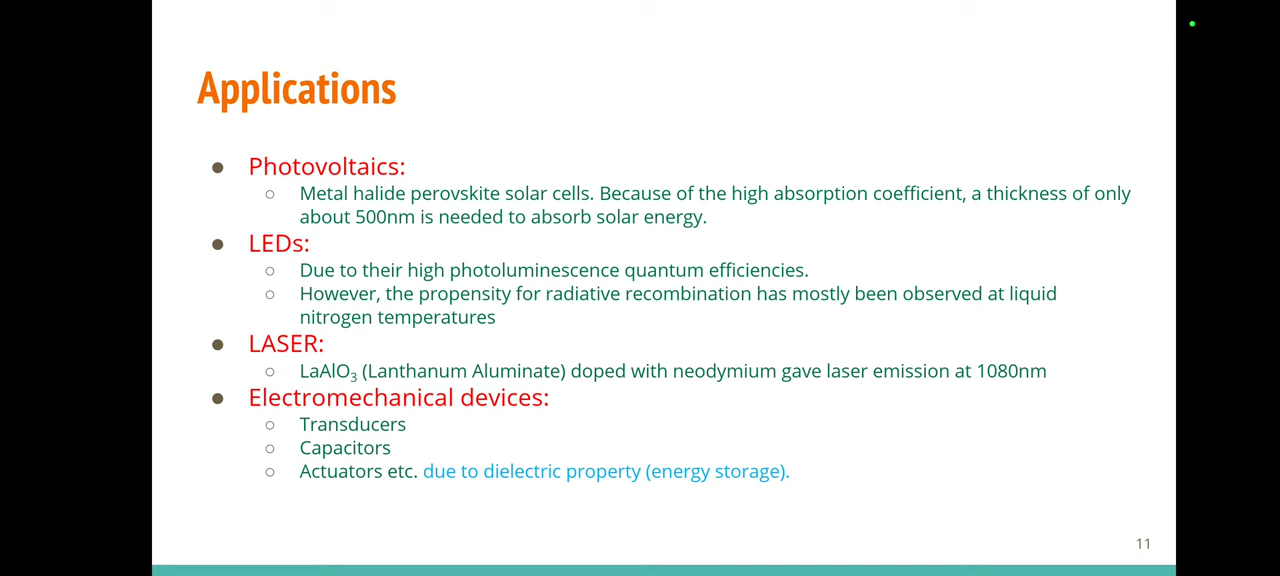 Applications
● Photovoltaics:
○ Metal halide perovskite solar cells. Because of the high absorption coefficient, a thickness of only
about 500nm is needed to absorb solar energy.
● LEDs:
○ Due to their high photoluminescence quantum efficiencies.
○ However, the propensity for radiative recombination has mostly been observed at liquid
nitrogen temperatures
● LASER:
○ LaAlO₃ (Lanthanum Aluminate) doped with neodymium gave laser emission at 1080nm
● Electromechanical devices:
○ Transducers
○ Capacitors
○ Actuators etc. due to dielectric property (energy storage).
11